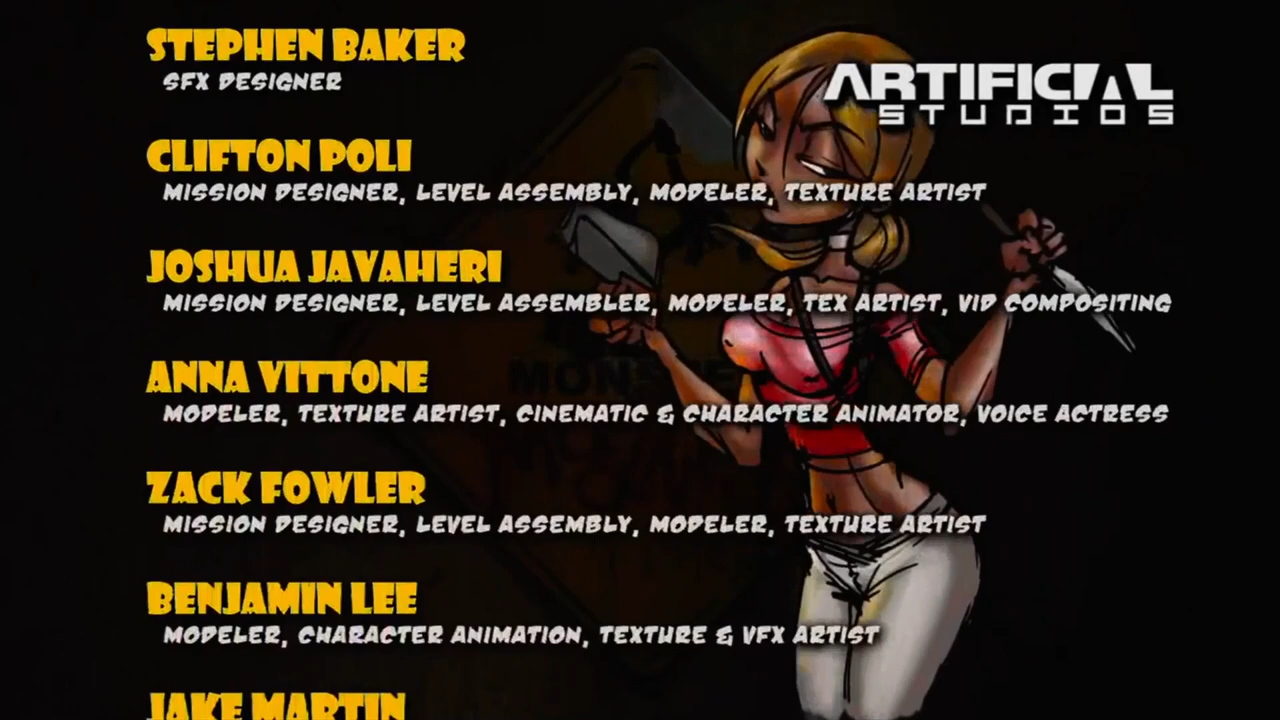 STEPHEN BAKER
SFX DESIGNER
ARTIFICIAL
STUDIOS
CLIFTON POLI
MISSION DESIGNER, LEVEL ASSEMBLY, MODELER, TEXTURE ARTIST
JOSHUA JAVAHERI
MISSION DESIGNER, LEVEL ASSEMBLER, MODELER, TEX ARTIST, VID COMPOSITING
ANNA VITTONE
MODELER, TEXTURE ARTIST, CINEMATIC & CHARACTER ANIMATOR, VOICE ACTRESS
ZACK FOWLER
MISSION DESIGNER, LEVEL ASSEMBLY, MODELER, TEXTURE ARTIST
BENJAMIN LEE
MODELER, CHARACTER ANIMATION, TEXTURE & VFX ARTIST
JAKE MARTIN